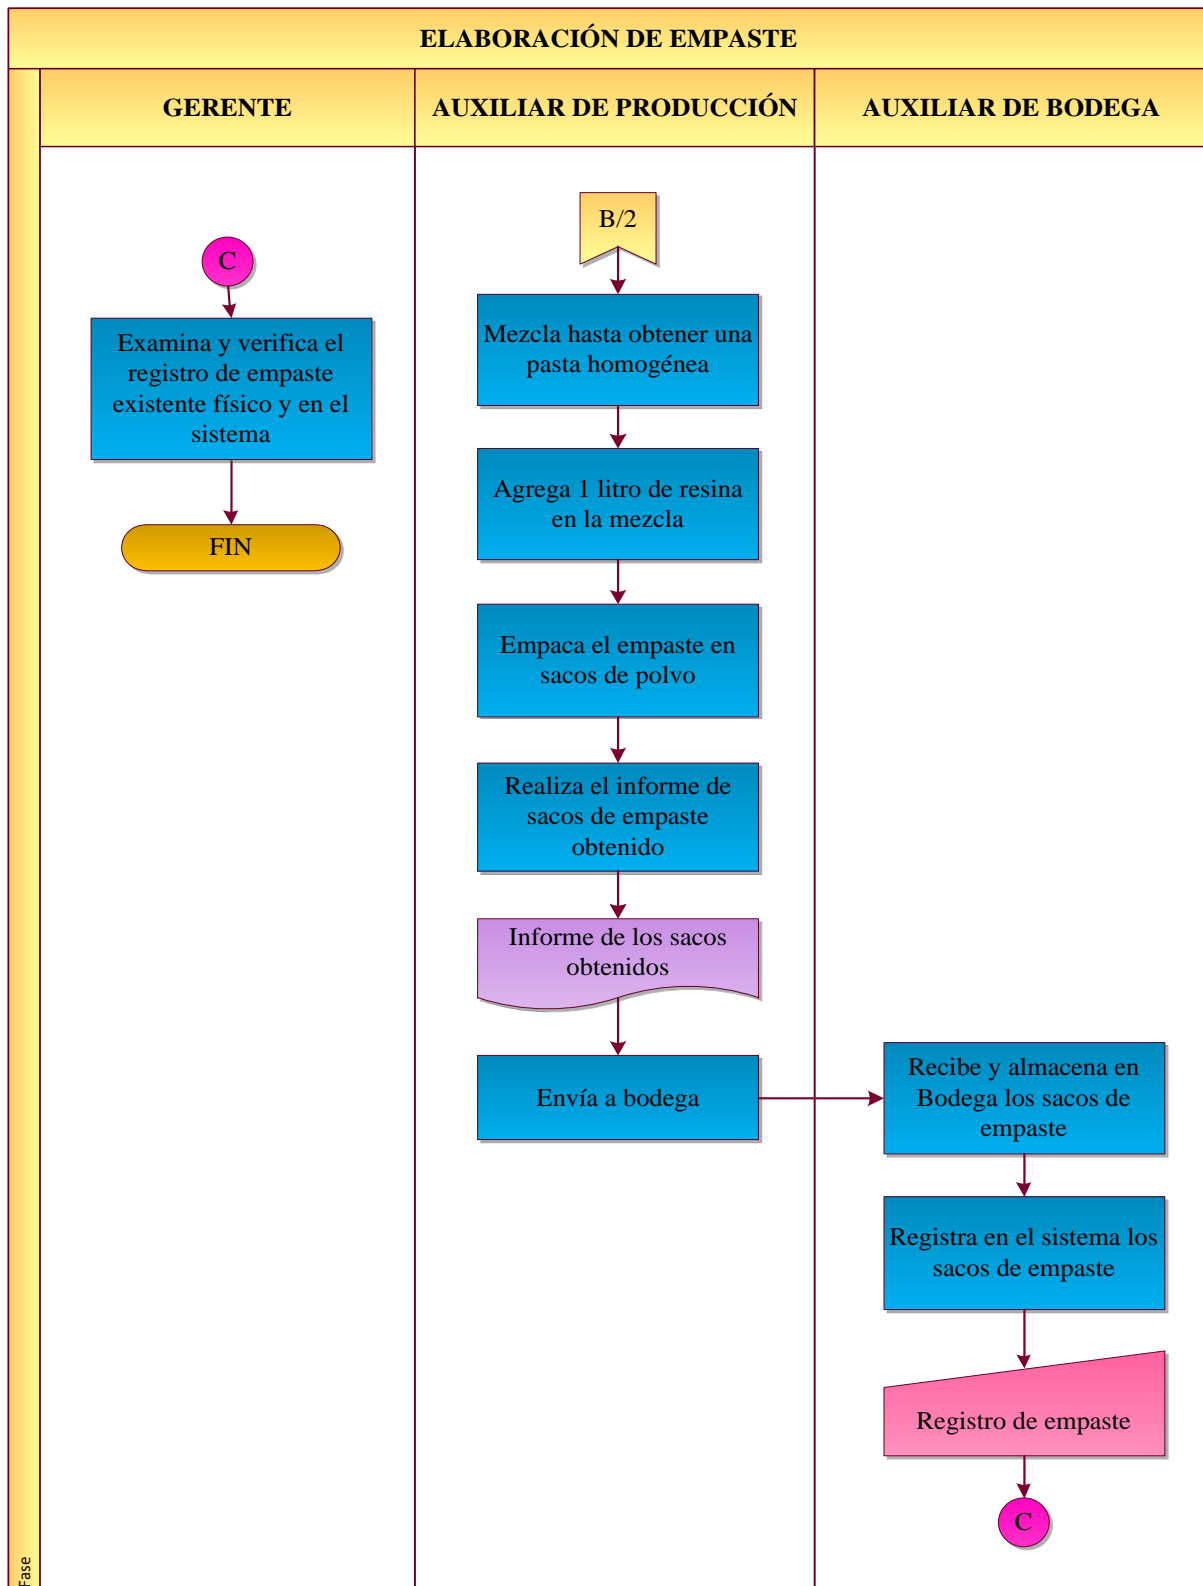 ELABORACIÓN DE EMPASTE
GERENTE
AUXILIAR DE PRODUCCIÓN
AUXILIAR DE BODEGA
C
Examina y verifica el
registro de empaste
existente físico y en el
sistema
FIN
B/2
Mezcla hasta obtener una
pasta homogénea
Agrega 1 litro de resina
en la mezcla
Empaca el empaste en
sacos de polvo
Realiza el informe de
sacos de empaste
obtenido
Informe de los sacos
obtenidos
Envía a bodega
Recibe y almacena en
Bodega los sacos de
empaste
Registra en el sistema los
sacos de empaste
Registro de empaste
C
Fase